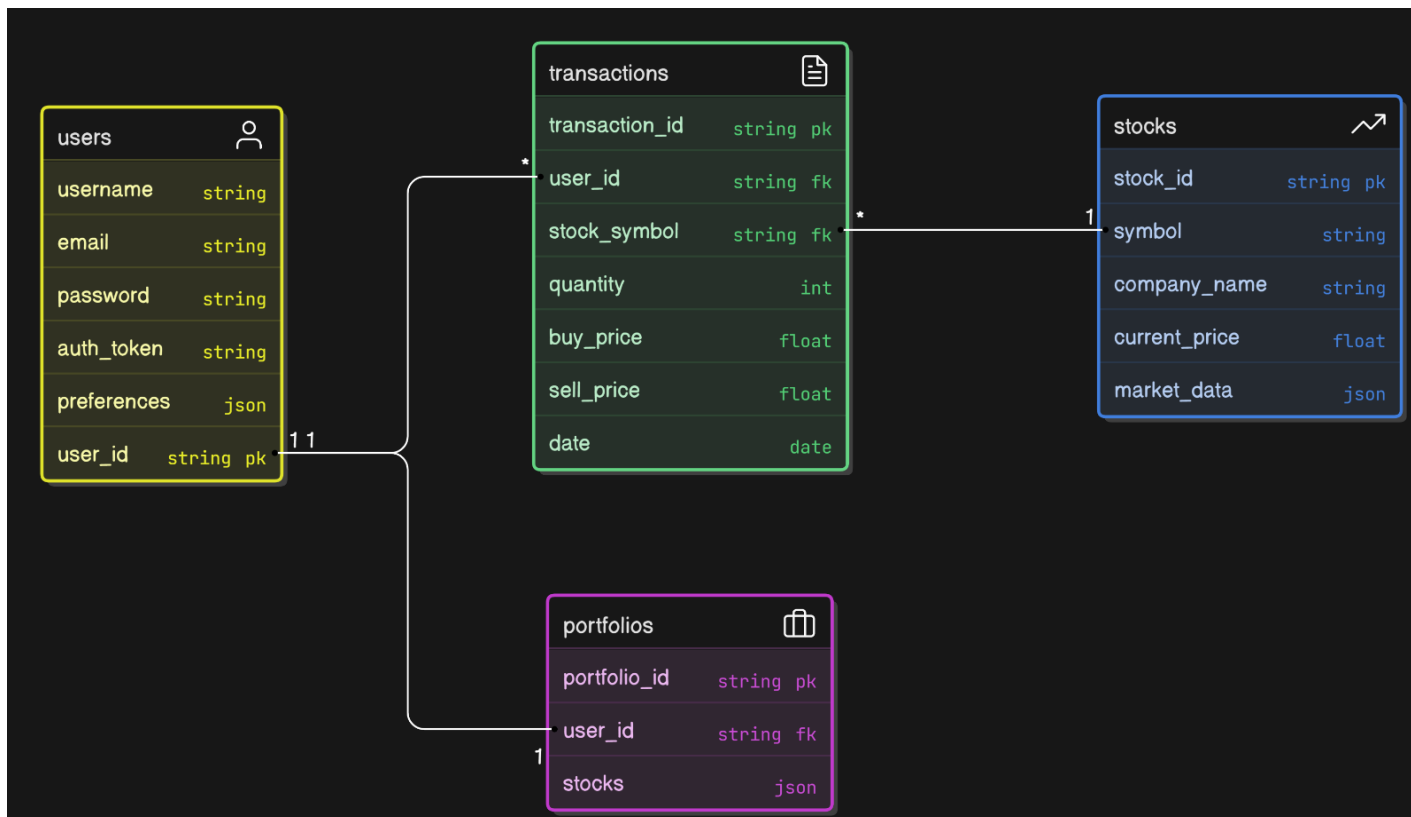 users
username string
email string
password string
auth_token string
preferences json
user_id string pk
1 1
transactions
transaction_id string pk
*
user_id string fk
stock_symbol string fk
*
quantity int
buy_price float
sell_price float
date date
stocks
stock_id string pk
1
symbol string
company_name string
current_price float
market_data json
portfolios
portfolio_id string pk
user_id string fk
1
stocks json